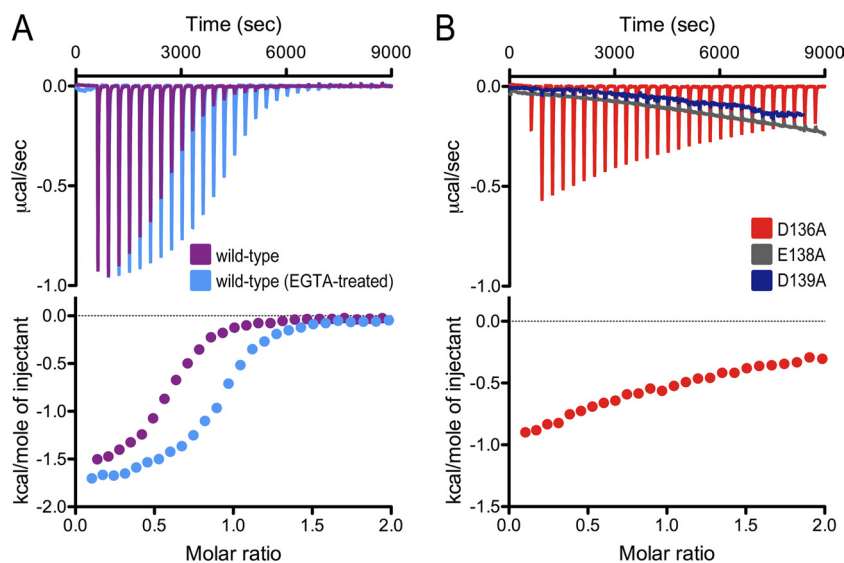 A
Time (sec)
0 3000 6000 9000
0.0
-0.5
-1.0
μcal/sec
wild-type
wild-type (EGTA-treated)
0.0
-0.5
-1.0
-1.5
-2.0
kcal/mole of injectant
0.0 0.5 1.0 1.5 2.0
Molar ratio
B
Time (sec)
0 3000 6000 9000
0.0
-0.5
-1.0
μcal/sec
D136A
E138A
D139A
0.0
-0.5
-1.0
-1.5
kcal/mole of injectant
0.0 0.5 1.0 1.5 2.0
Molar ratio